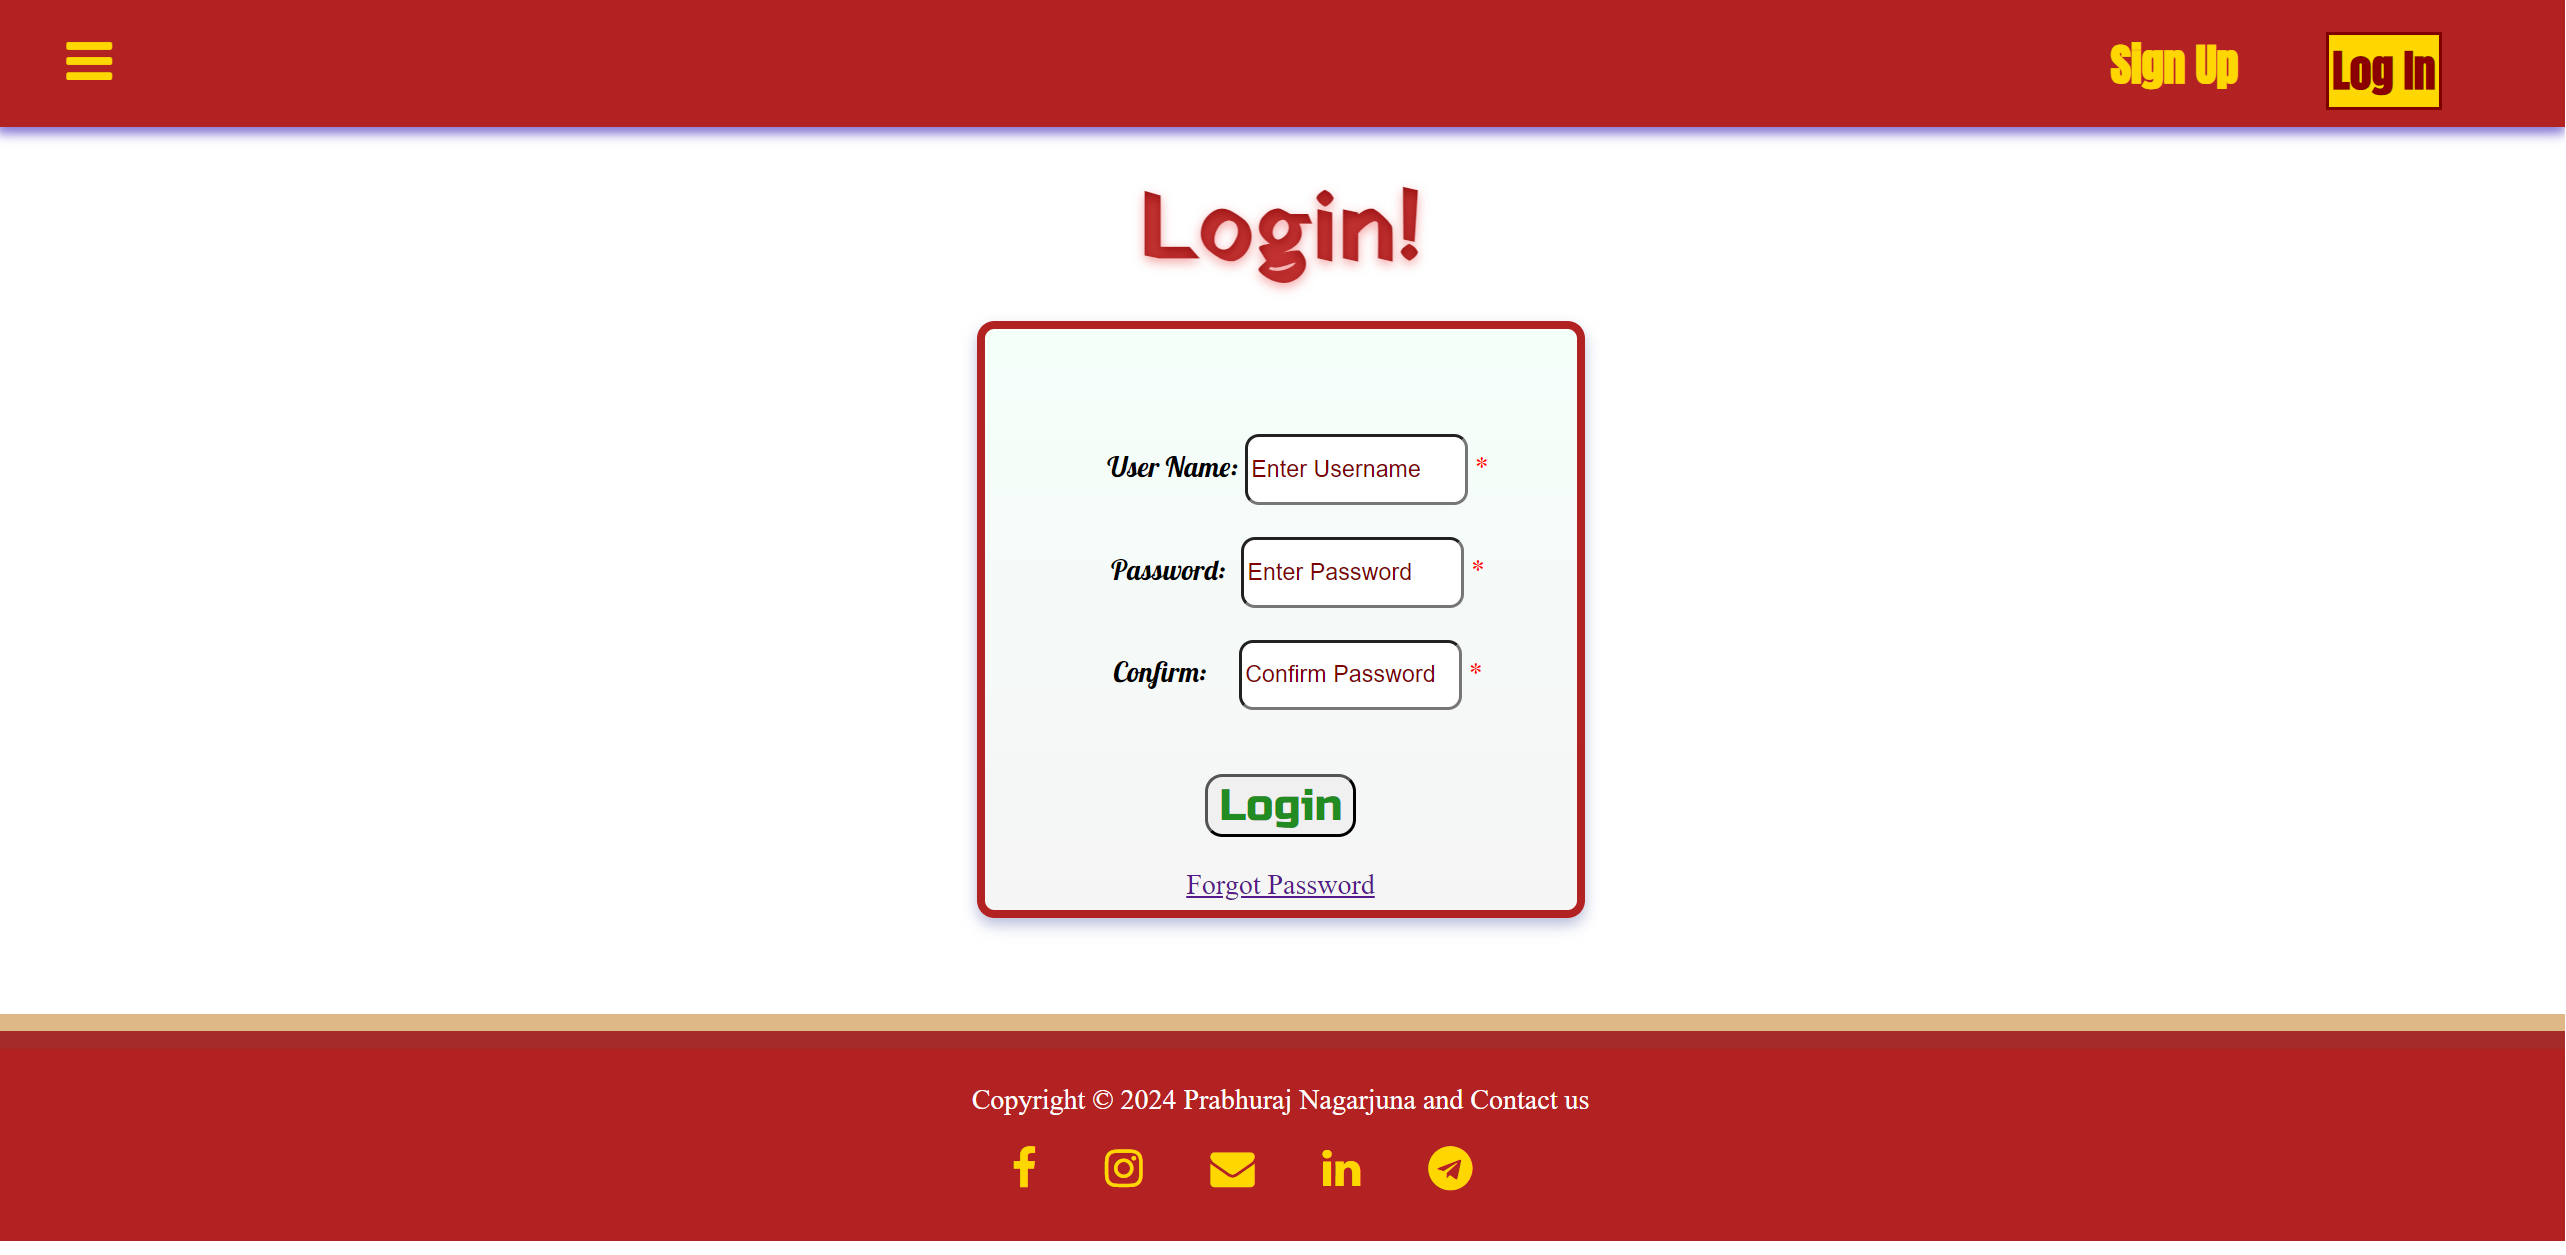 Sign Up
Log In
Login!
User Name: Enter Username *
Password: Enter Password *
Confirm: Confirm Password *
Login
Forgot Password
Copyright © 2024 Prabhuraj Nagarjuna and Contact us